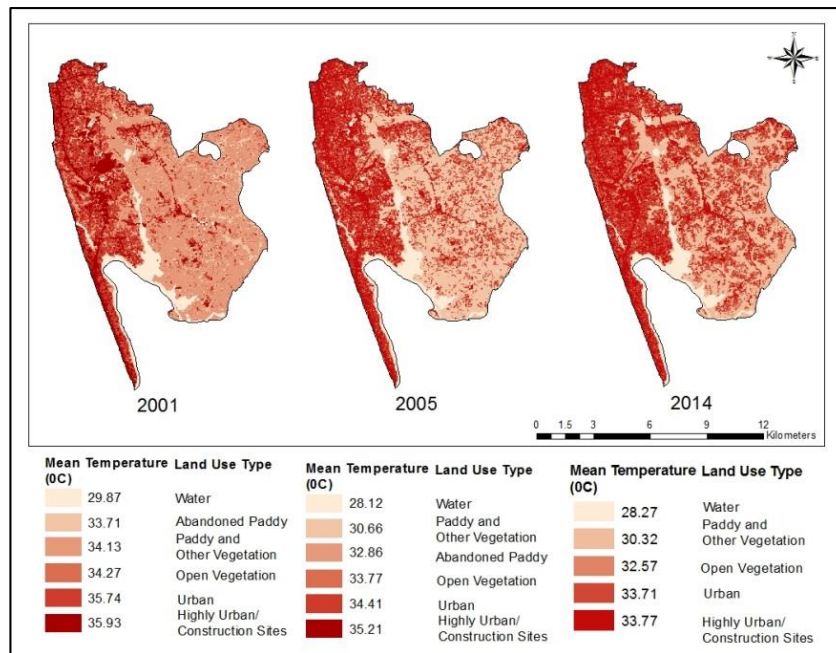 2001
2005
2014
0 1.5 3 6 9 12
Kilometers
Mean Temperature Land Use Type
(0C)
29.87 Water
33.71 Abandoned Paddy
34.13 Paddy and
Other Vegetation
34.27 Open Vegetation
35.74 Urban
35.93 Highly Urban/
Construction Sites
Mean Temperature Land Use Type
(0C)
28.12 Water
30.66 Paddy and
Other Vegetation
32.86 Abandoned Paddy
33.77 Open Vegetation
34.41 Urban
35.21 Highly Urban/
Construction Sites
Mean Temperature Land Use Type
(0C)
28.27 Water
30.32 Paddy and
Other Vegetation
32.57 Open Vegetation
33.71 Urban
33.77 Highly Urban/
Construction Sites